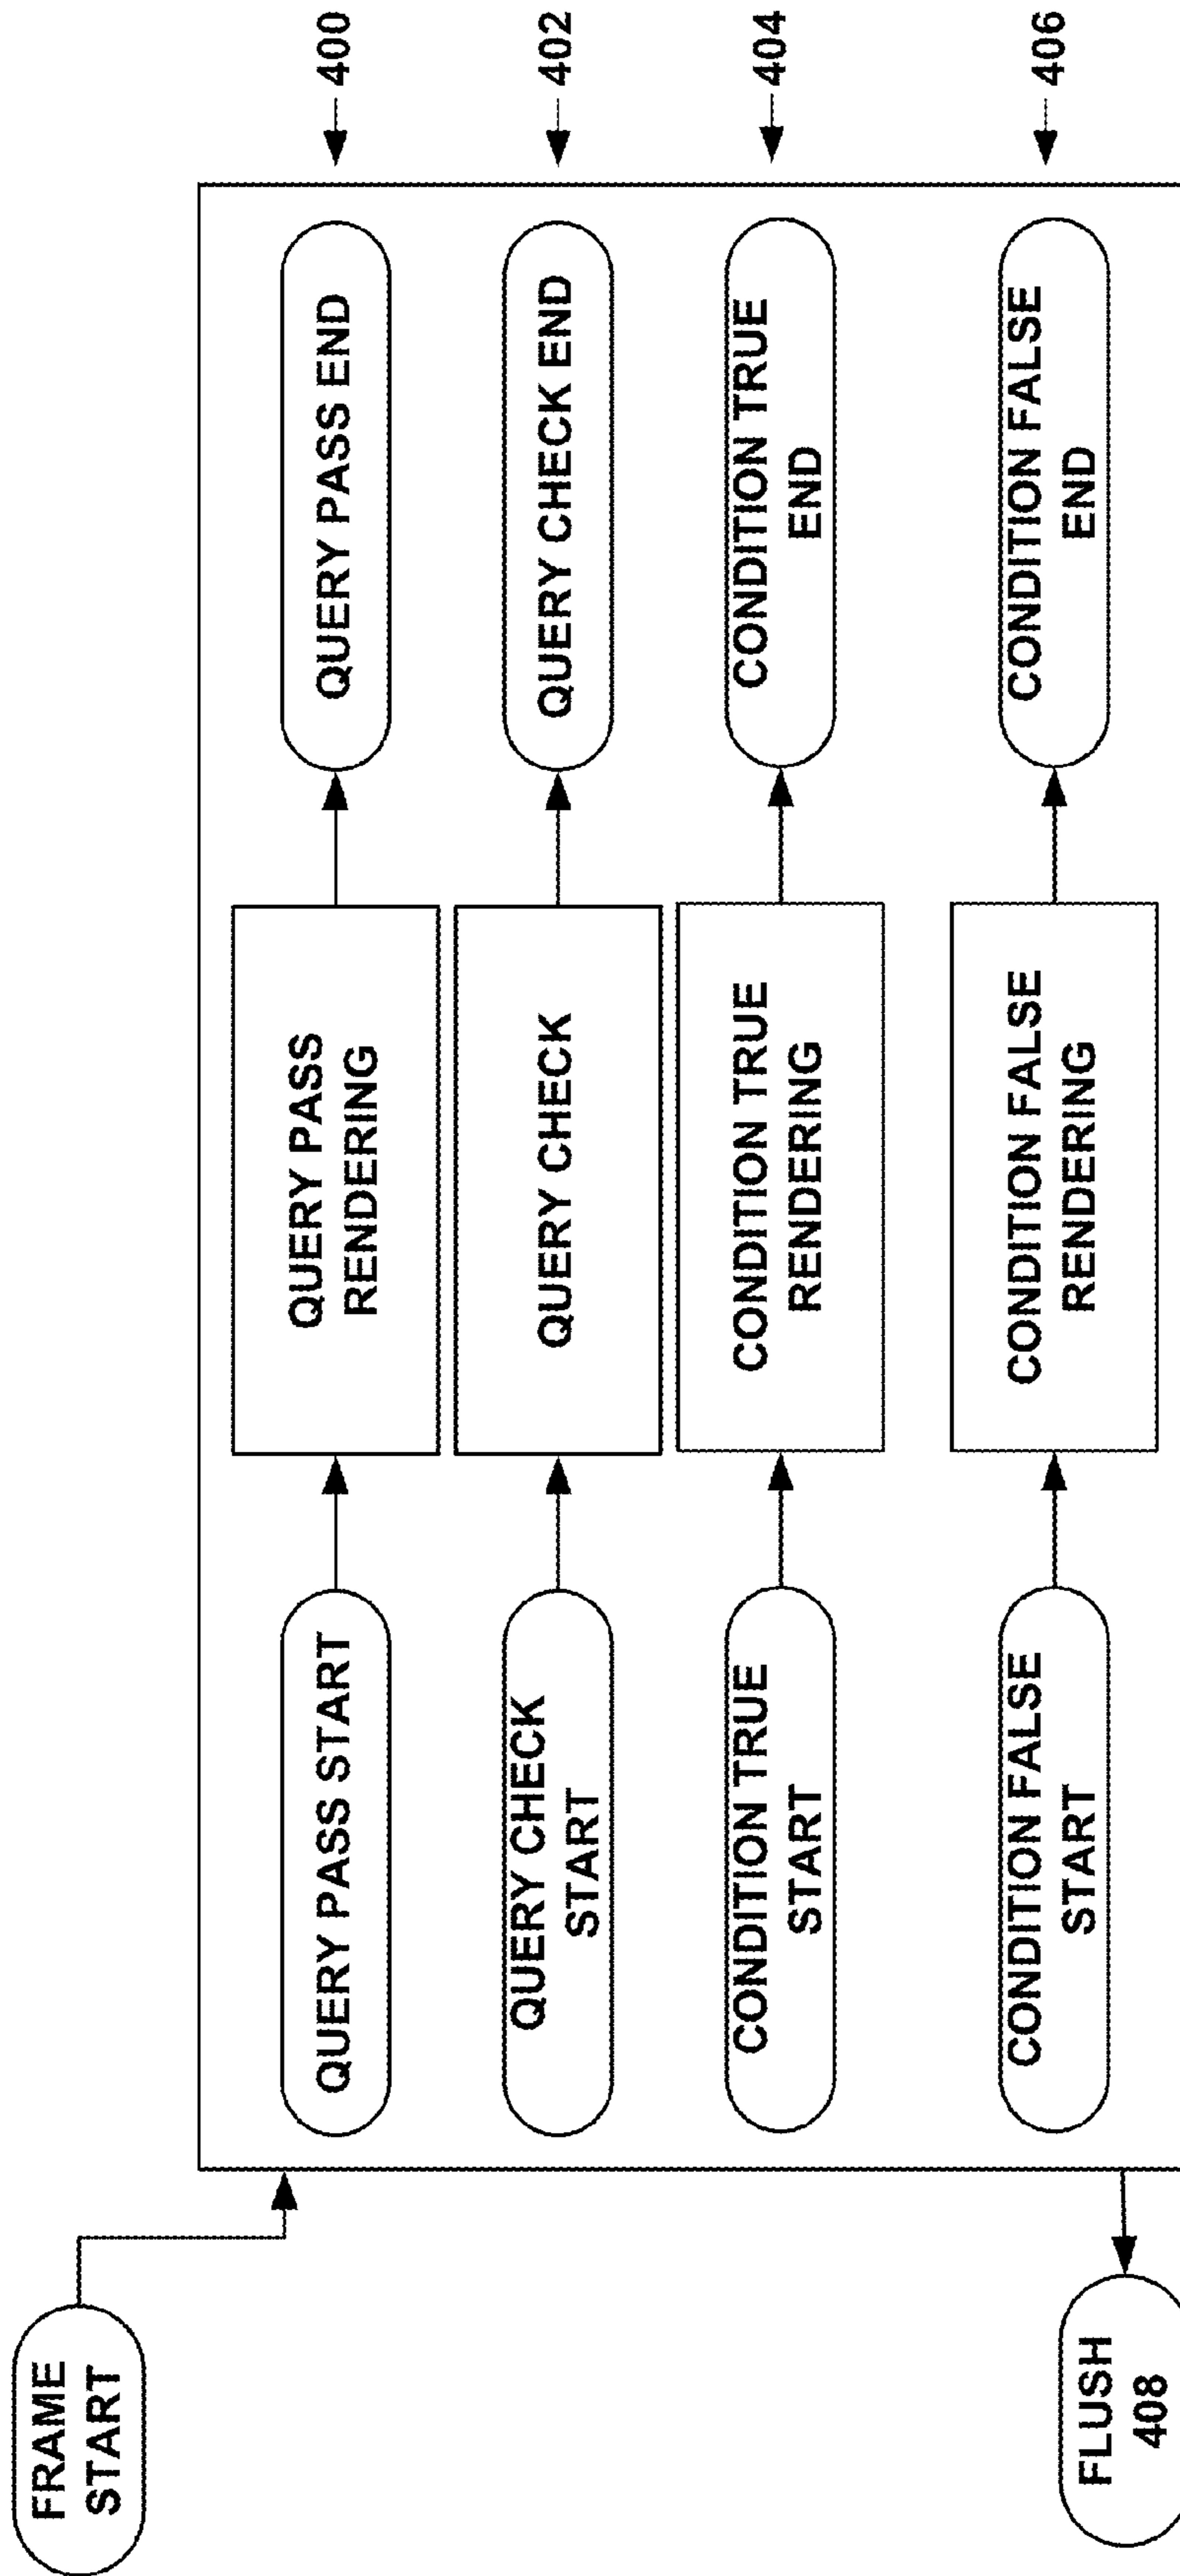 FRAME
START
QUERY PASS START
QUERY PASS
RENDERING
QUERY PASS END
400
QUERY CHECK
START
QUERY CHECK
QUERY CHECK END
402
CONDITION TRUE
START
CONDITION TRUE
RENDERING
CONDITION TRUE
END
404
CONDITION FALSE
START
CONDITION FALSE
RENDERING
CONDITION FALSE
END
406
FLUSH
408